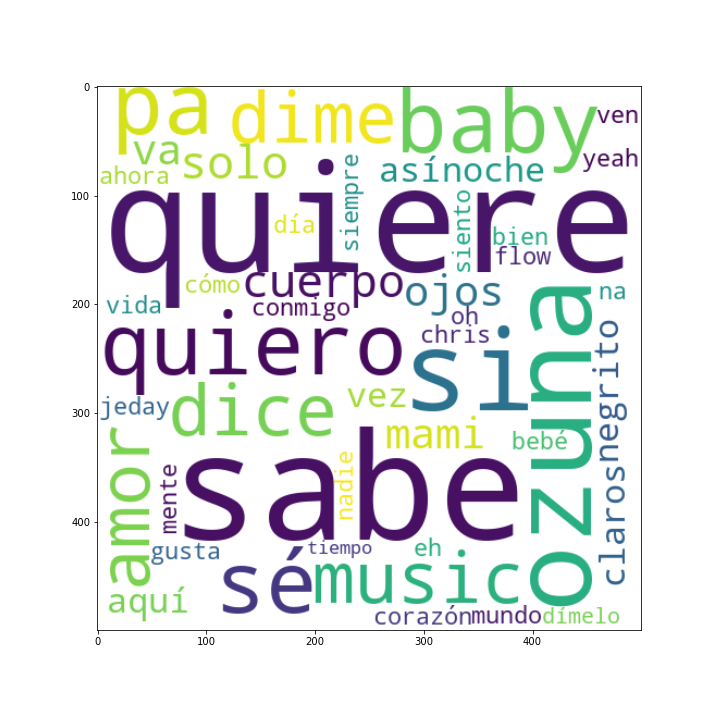 0
100
200
300
400
0
100
200
300
400
pa
dime
baby
ven
va
solo
asínoche
yeah
ahora
quiere
siempre
día
siento
bien
flow
cómo
cuerpo
ojos
na
vida
conmigo
oh
chris
quiero
si
ozuna
negrito
claros
jeday
dice
vez
mami
bebé
amor
mente
sabe
nadie
gusta
tiempo
eh
aquí
sé
music
corazón
mundo
dímelo